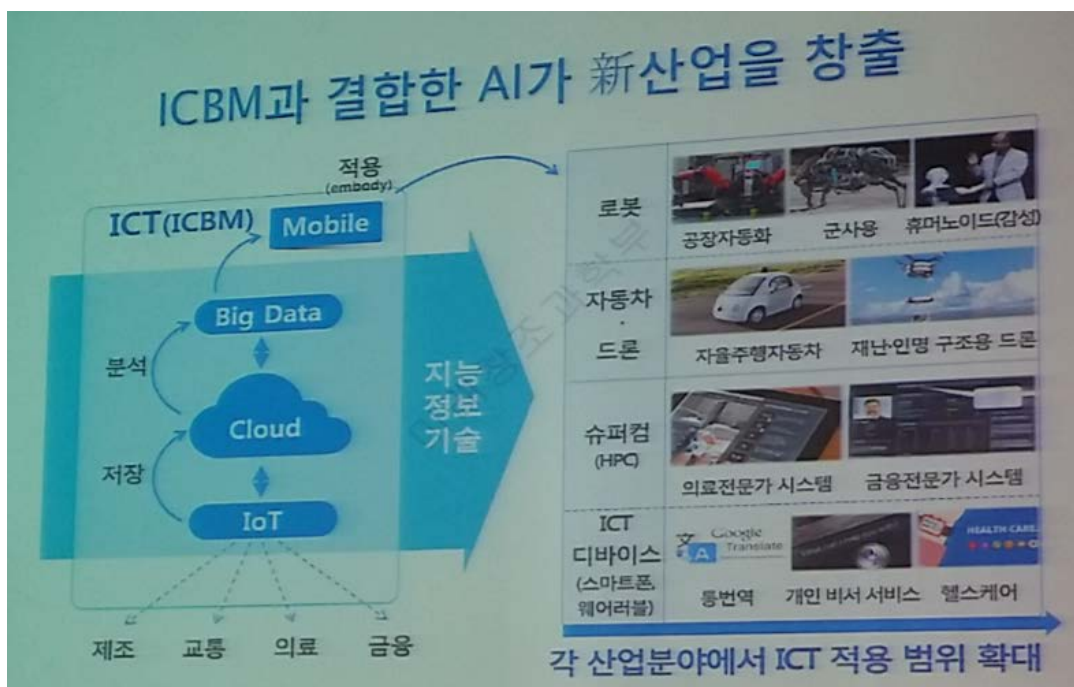 ICBM과 결합한 AI가 新산업을 창출
적용
(embody)
ICT(ICBM)
Mobile
Big Data
분석
Cloud
저장
IoT
제조 교통 의료 금융
지능
정보
기술
로봇
공장자동화 군사용 휴머노이드(감성)
자동차
·
드론
자율주행자동차 재난·인명 구조용 드론
슈퍼컴
(HPC)
의료전문가 시스템 금융전문가 시스템
ICT
디바이스
(스마트폰,
웨어러블)
文
A
Google
Translate
HEALTH CARE
통번역 개인 비서 서비스 헬스케어
각 산업분야에서 ICT 적용 범위 확대